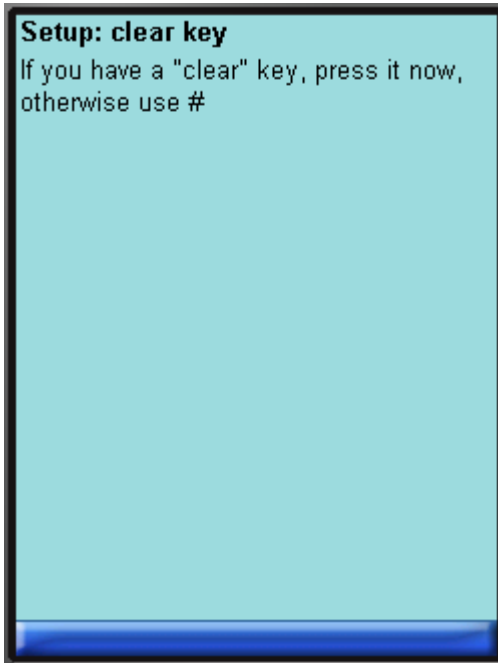 Setup: clear key
If you have a "clear" key, press it now,
otherwise use #